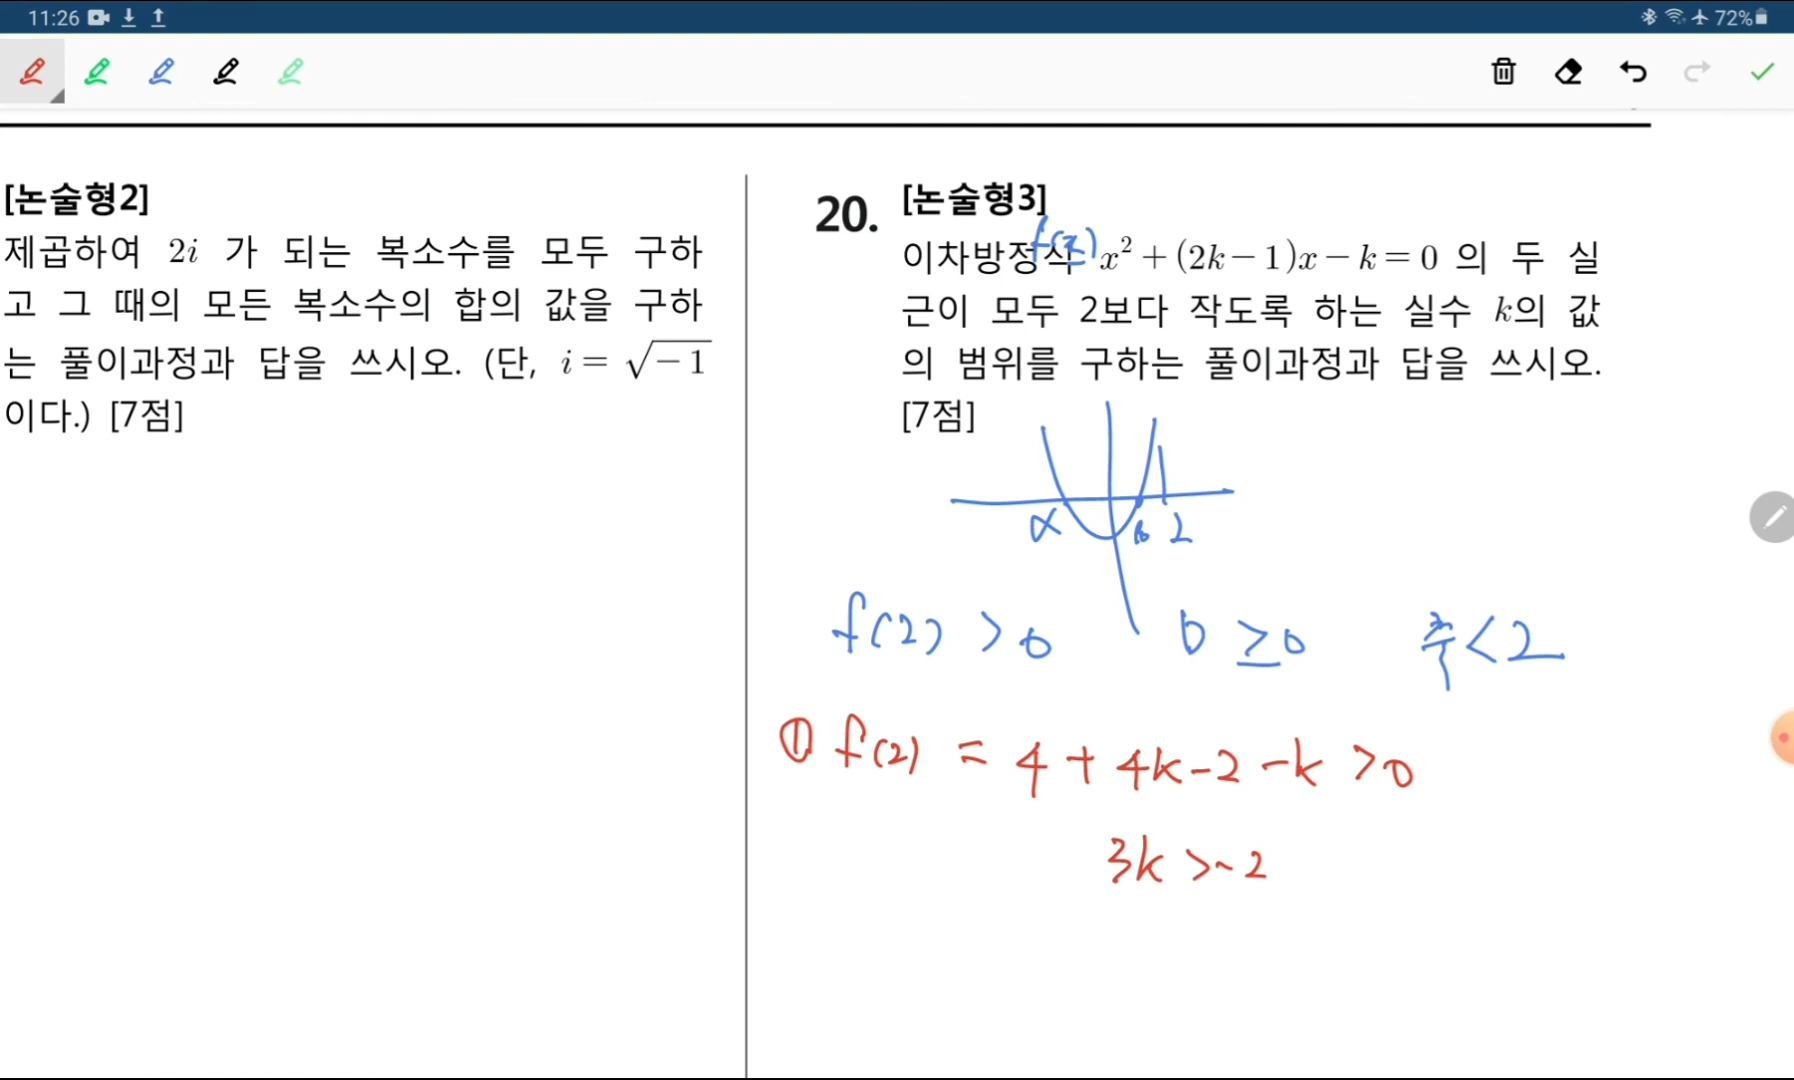 11:26 72%
[논술형2]
제곱하여 2i 가 되는 복소수를 모두 구하
고 그 때의 모든 복소수의 합의 값을 구하
는 풀이과정과 답을 쓰시오. (단, i = √-1
이다.) [7점]
20. [논술형3]
f(x)
이차방정식 x² + (2k-1)x - k = 0 의 두 실
근이 모두 2보다 작도록 하는 실수 k의 값
의 범위를 구하는 풀이과정과 답을 쓰시오.
[7점]
α β 2
f(2) > 0 D ≥ 0 축 < 2
① f(2) = 4 + 4k - 2 - k > 0
3k > -2